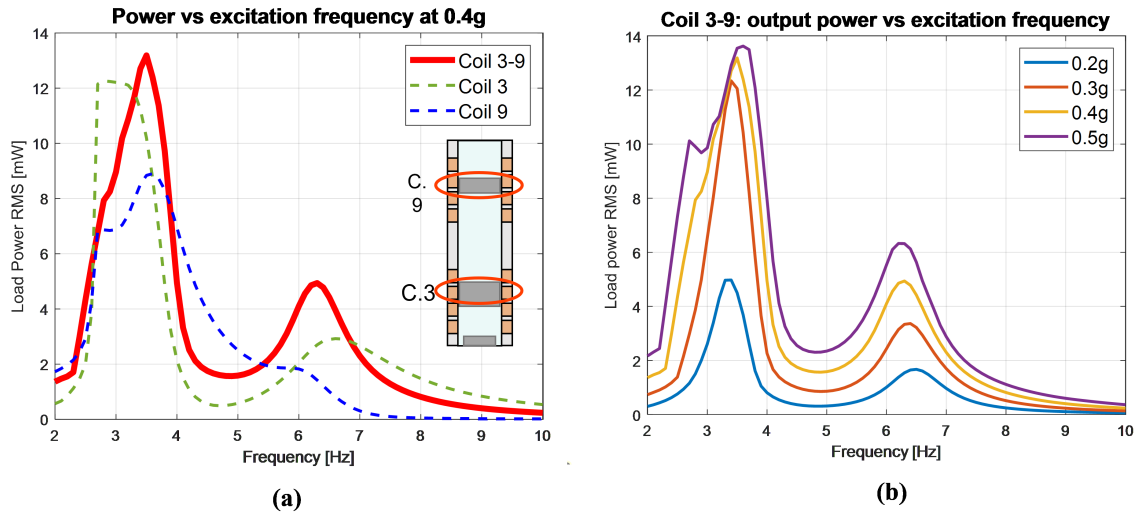 Power vs excitation frequency at 0.4g
14
12
10
8
6
4
2
0
Load Power RMS [mW]
Coil 3-9
Coil 3
Coil 9
C.
9
C.3
2 3 4 5 6 7 8 9 10
Frequency [Hz]
(a)
Coil 3-9: output power vs excitation frequency
14
12
10
8
6
4
2
0
Load power RMS [mW]
0.2g
0.3g
0.4g
0.5g
2 3 4 5 6 7 8 9 10
Frequency [Hz]
(b)